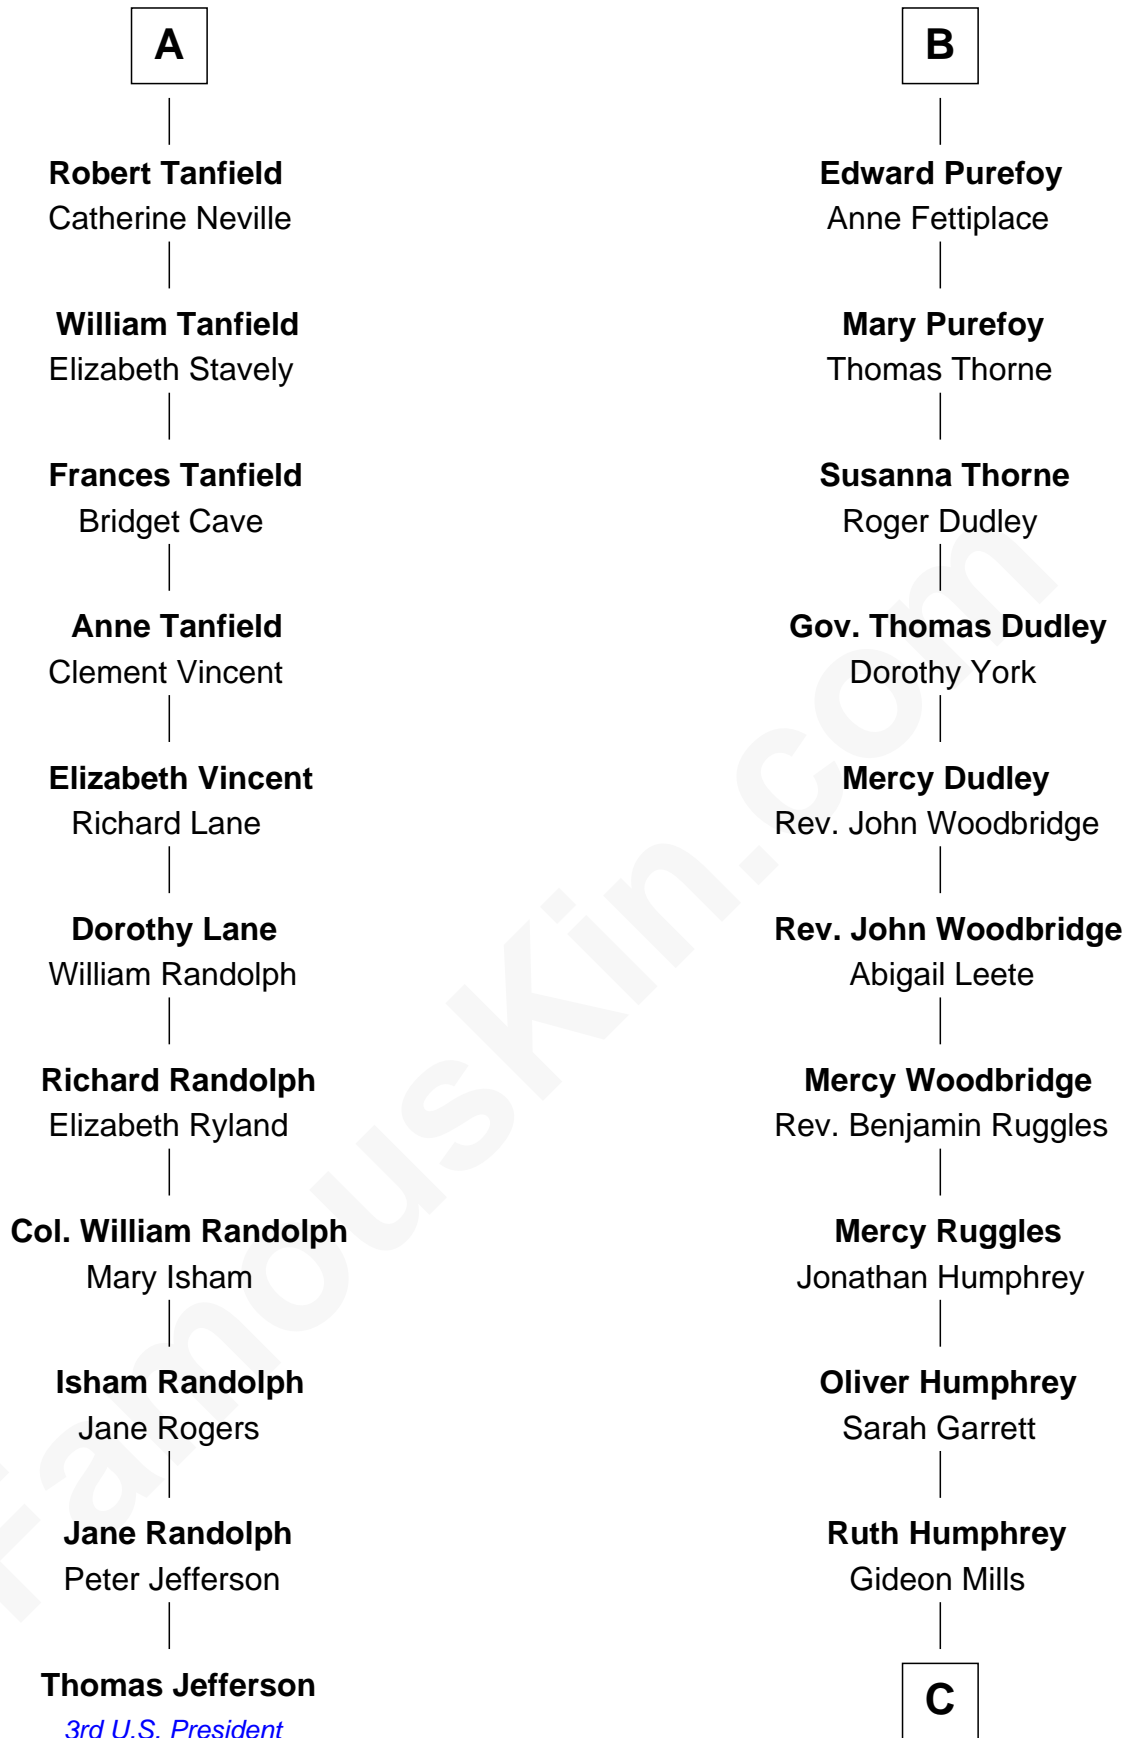 A
Robert Tanfield
Catherine Neville
William Tanfield
Elizabeth Stavely
Frances Tanfield
Bridget Cave
Anne Tanfield
Clement Vincent
Elizabeth Vincent
Richard Lane
Dorothy Lane
William Randolph
Richard Randolph
Elizabeth Ryland
Col. William Randolph
Mary Isham
Isham Randolph
Jane Rogers
Jane Randolph
Peter Jefferson
Thomas Jefferson
3rd U.S. President
B
Edward Purefoy
Anne Fettiplace
Mary Purefoy
Thomas Thorne
Susanna Thorne
Roger Dudley
Gov. Thomas Dudley
Dorothy York
Mercy Dudley
Rev. John Woodbridge
Rev. John Woodbridge
Abigail Leete
Mercy Woodbridge
Rev. Benjamin Ruggles
Mercy Ruggles
Jonathan Humphrey
Oliver Humphrey
Sarah Garrett
Ruth Humphrey
Gideon Mills
C
FamousKin.com